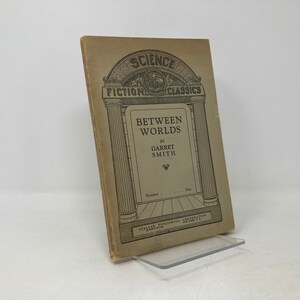 SCIENCE
FICTION CLASSICS
BETWEEN
WORLDS
BY
GARRET
SMITH